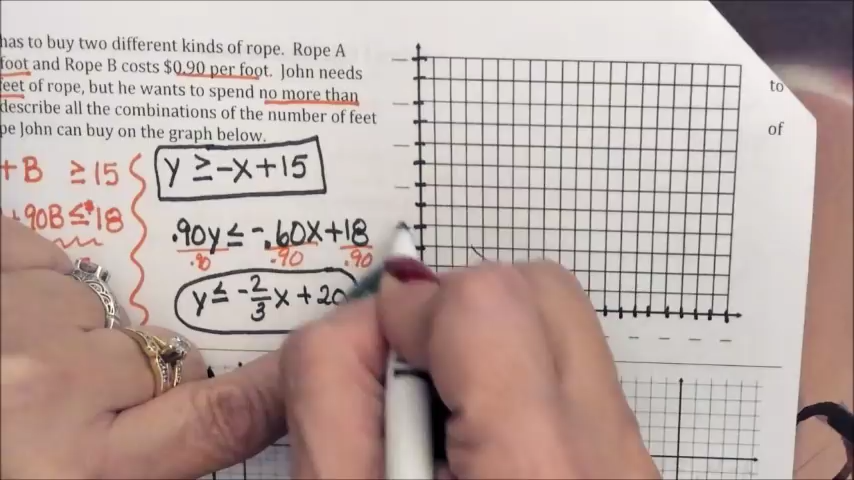 has to buy two different kinds of rope. Rope A
foot and Rope B costs $0.90 per foot. John needs
feet of rope, but he wants to spend no more than
describe all the combinations of the number of feet
pe John can buy on the graph below.
to
of
+ B ≥ 15
y ≥ -x + 15
+.90B ≤ $18
.90y ≤ -.60x + 18
.90 .90 .90
y ≤ -2/3x + 20